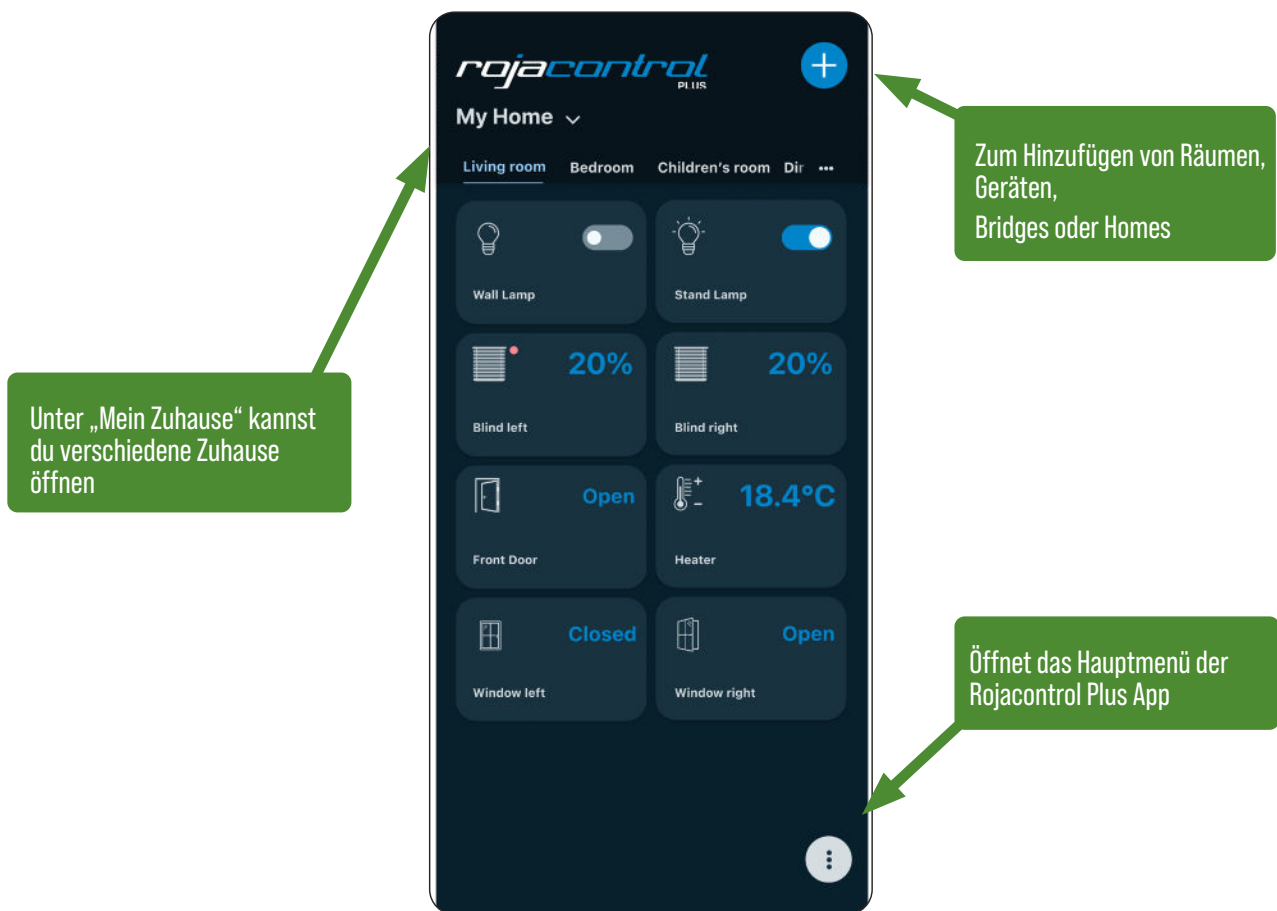 rojacontrol
PLUS
My Home
Living room Bedroom Children's room Dir ...
Wall Lamp
Stand Lamp
20%
Blind left
20%
Blind right
Open
Front Door
18.4°C
Heater
Closed
Window left
Open
Window right
Zum Hinzufügen von Räumen,
Geräten,
Bridges oder Homes
Unter „Mein Zuhause“ kannst
du verschiedene Zuhause
öffnen
Öffnet das Hauptmenü der
Rojacontrol Plus App